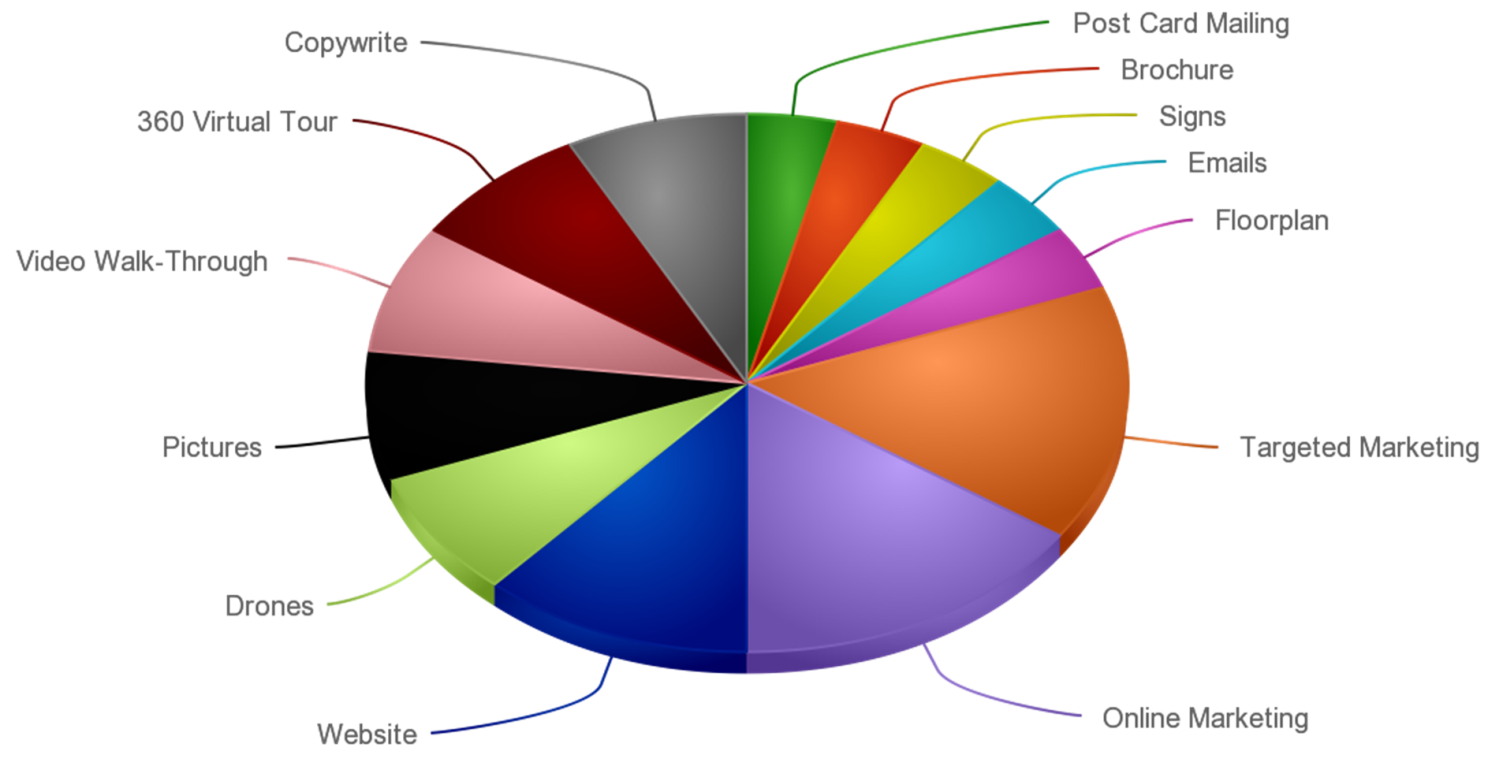 Post Card Mailing
Copywrite
Brochure
Signs
360 Virtual Tour
Emails
Floorplan
Video Walk-Through
Pictures
Targeted Marketing
Drones
Online Marketing
Website